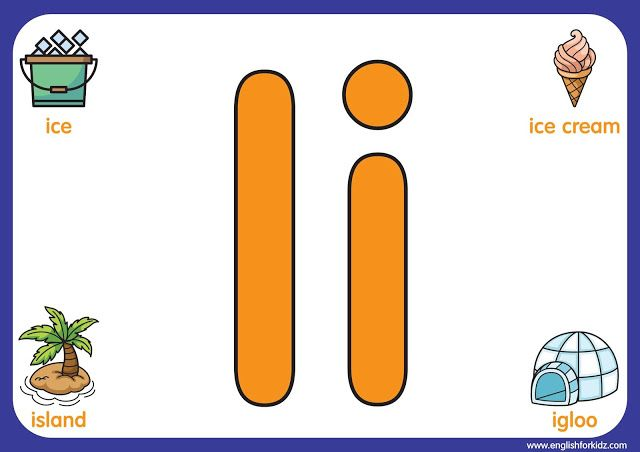 ice
ice cream
Ii
island
igloo
www.englishforkidz.com